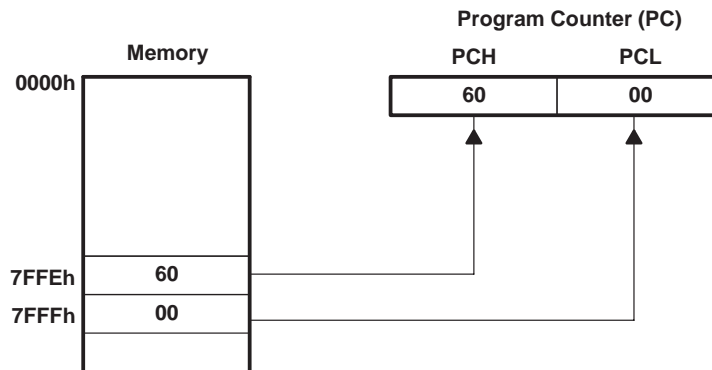 Program Counter (PC)
Memory
PCH PCL
0000h
60 00
7FFEh 60
7FFFh 00